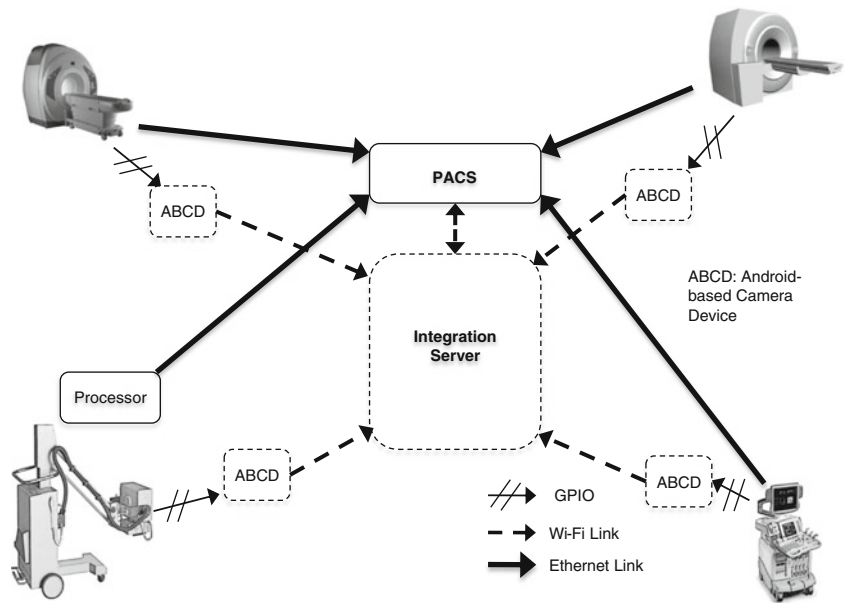 PACS
ABCD
ABCD
Integration
Server
ABCD: Android-
based Camera
Device
Processor
ABCD
ABCD
GPIO
Wi-Fi Link
Ethernet Link